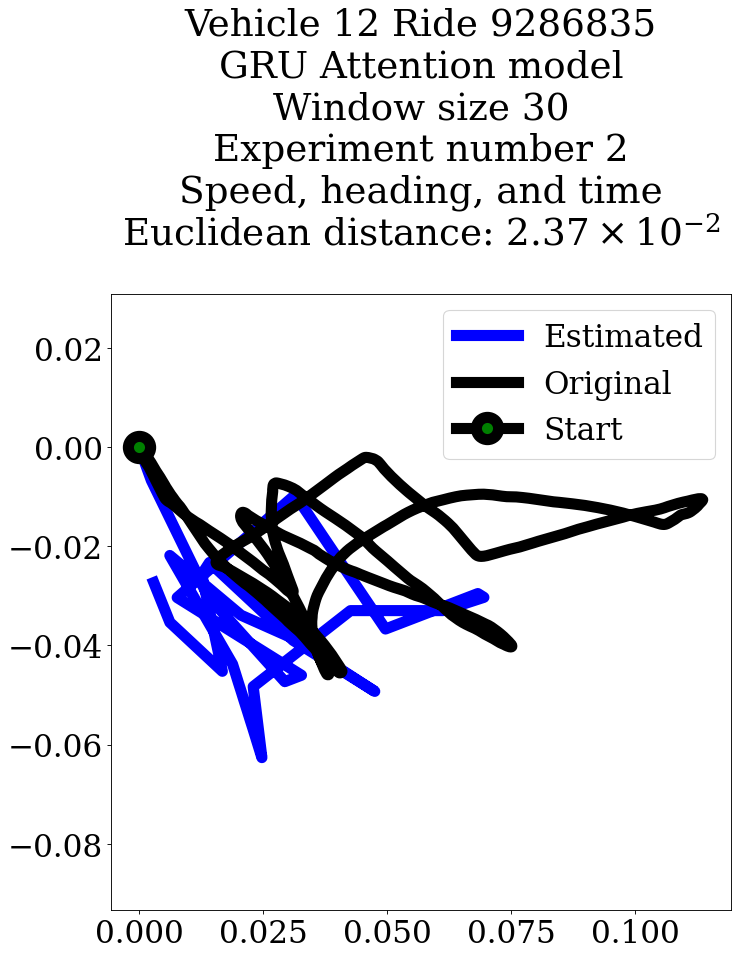 Vehicle 12 Ride 9286835
GRU Attention model
Window size 30
Experiment number 2
Speed, heading, and time
Euclidean distance: 2.37 × 10⁻²
Estimated
Original
Start
0.02
0.00
−0.02
−0.04
−0.06
−0.08
0.000 0.025 0.050 0.075 0.100